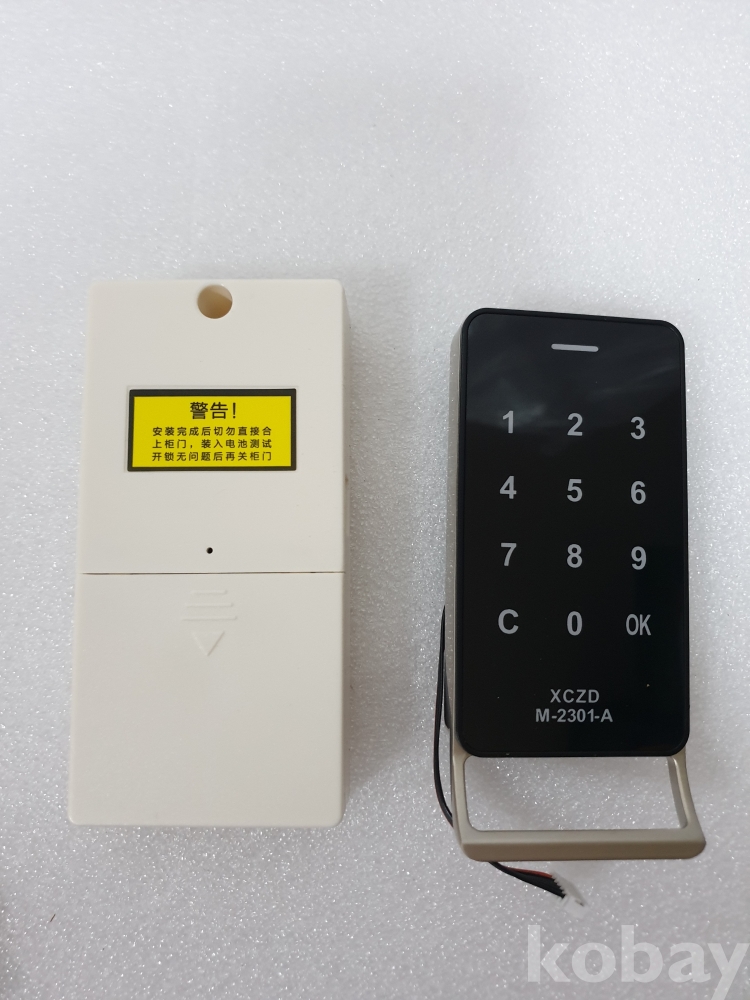 警告！
安装完成后切勿直接合
上柜门，装入电池测试
开锁无问题后再关柜门
1 2 3
4 5 6
7 8 9
C 0 OK
XCZD
M-2301-A
kobay